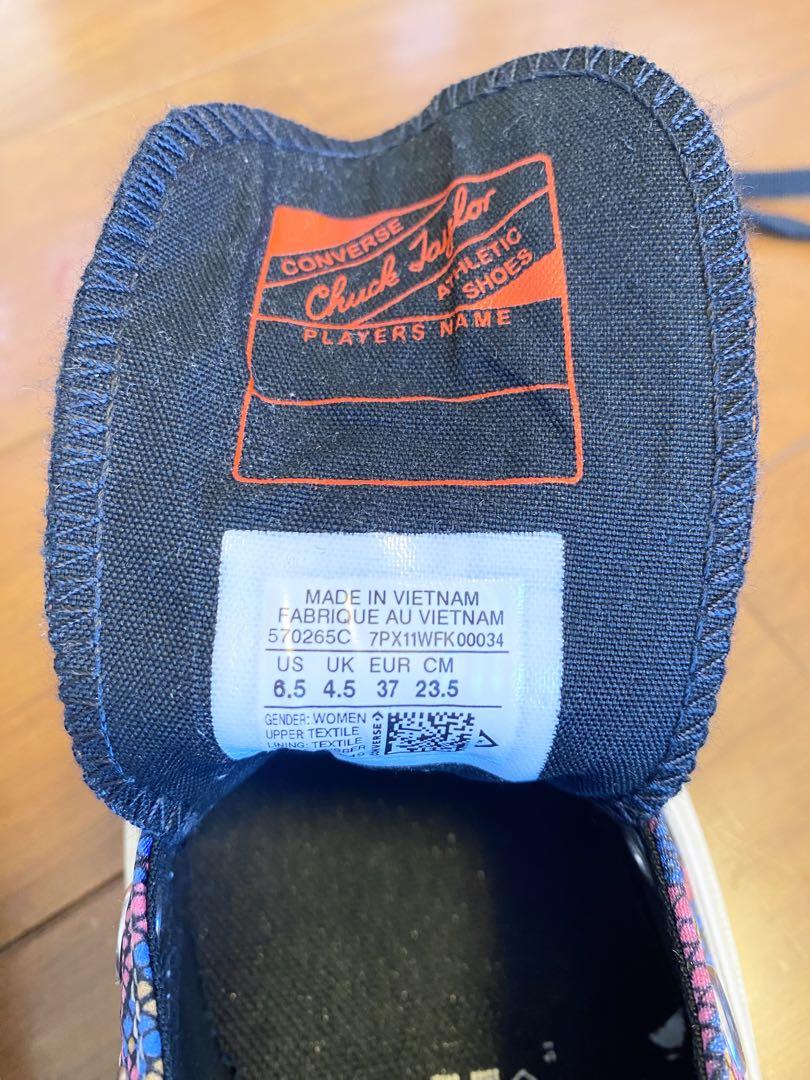 CONVERSE
Chuck Taylor
ATHLETIC
SHOES
PLAYERS NAME
MADE IN VIETNAM
FABRIQUE AU VIETNAM
570265C 7PX11WFK00034
US UK EUR CM
6.5 4.5 37 23.5
GENDER: WOMEN
UPPER TEXTILE
LINING: TEXTILE
CONVERSE